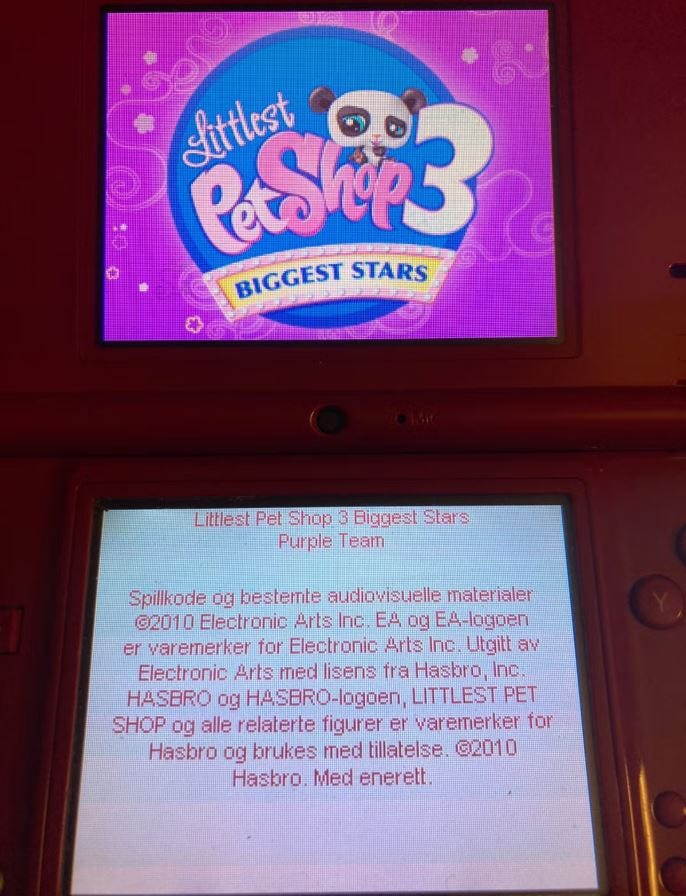 Littlest
Pet Shop 3
BIGGEST STARS
Littlest Pet Shop 3 Biggest Stars
Purple Team
Spillkode og bestemte audiovisuelle materialer
©2010 Electronic Arts Inc. EA og EA-logoen
er varemerker for Electronic Arts Inc. Utgitt av
Electronic Arts med lisens fra Hasbro, Inc.
HASBRO og HASBRO-logoen, LITTLEST PET
SHOP og alle relaterte figurer er varemerker for
Hasbro og brukes med tillatelse. ©2010
Hasbro. Med enerett.
Y